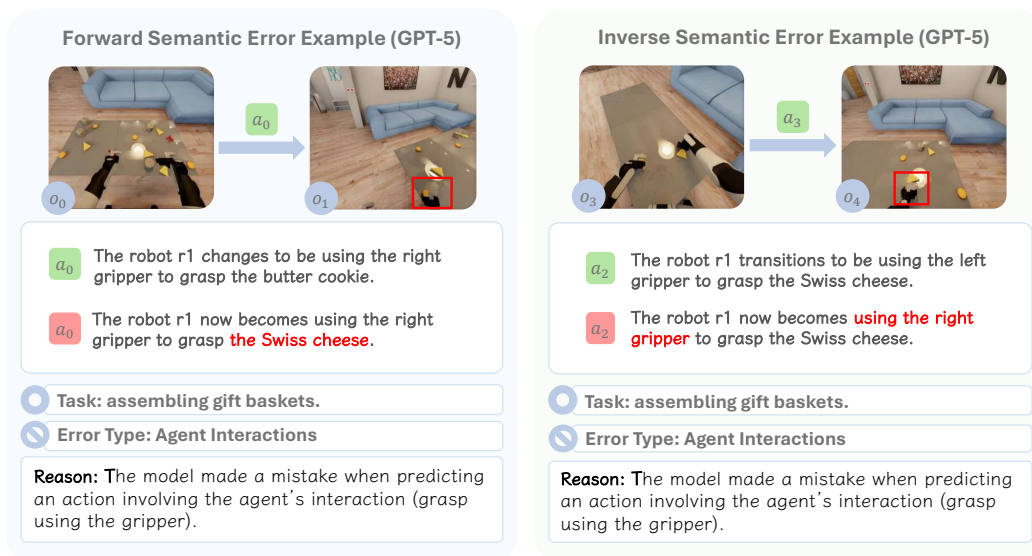 Forward Semantic Error Example (GPT-5)
a₀
o₀
o₁
a₀
The robot r1 changes to be using the right
gripper to grasp the butter cookie.
a₀
The robot r1 now becomes using the right
gripper to grasp the Swiss cheese.
Task: assembling gift baskets.
Error Type: Agent Interactions
Reason: The model made a mistake when predicting
an action involving the agent's interaction (grasp
using the gripper).
Inverse Semantic Error Example (GPT-5)
N
a₃
o₃
o₄
a₂
The robot r1 transitions to be using the left
gripper to grasp the Swiss cheese.
a₂
The robot r1 now becomes using the right
gripper to grasp the Swiss cheese.
Task: assembling gift baskets.
Error Type: Agent Interactions
Reason: The model made a mistake when predicting
an action involving the agent's interaction (grasp
using the gripper).